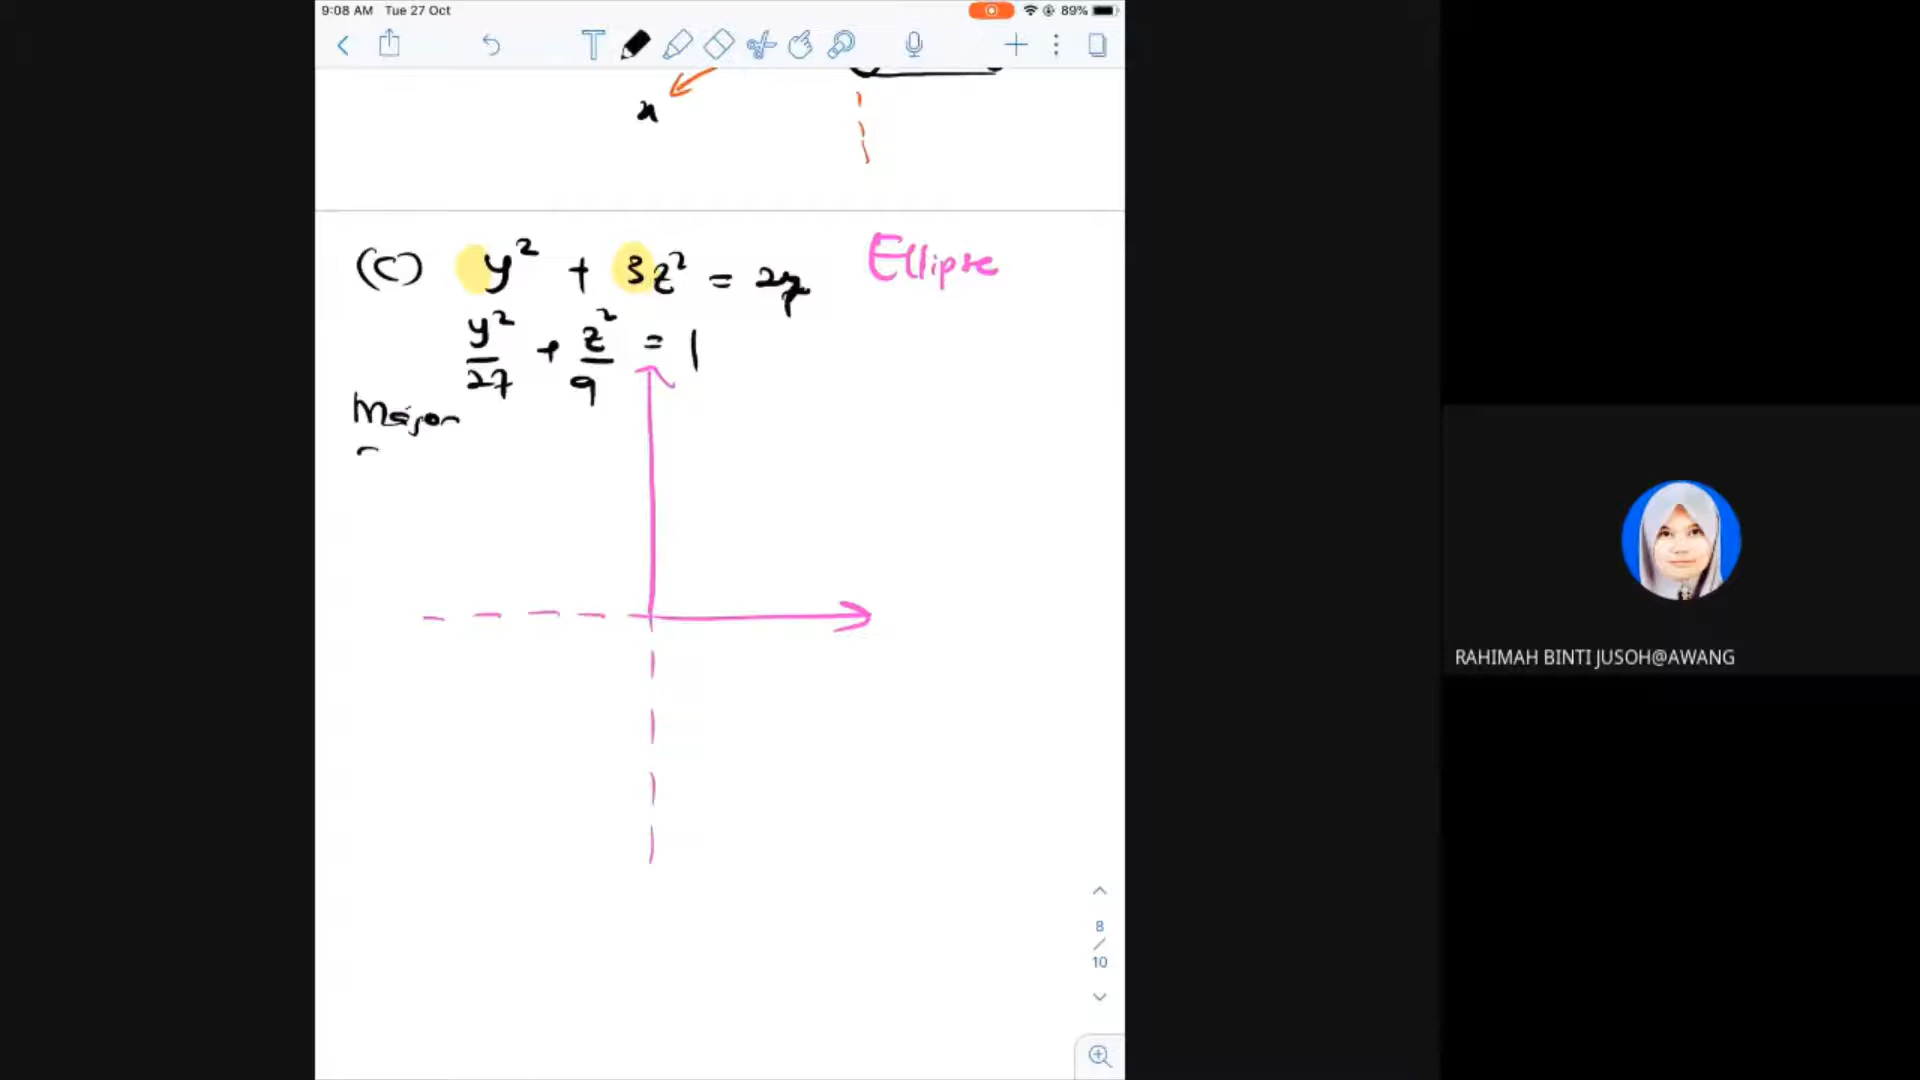 9:08 AM Tue 27 Oct
89%
T
x
(c) y² + 3z² = 27 Ellipse
y²/27 + z²/9 = 1
Major
8
/
10
RAHIMAH BINTI JUSOH@AWANG